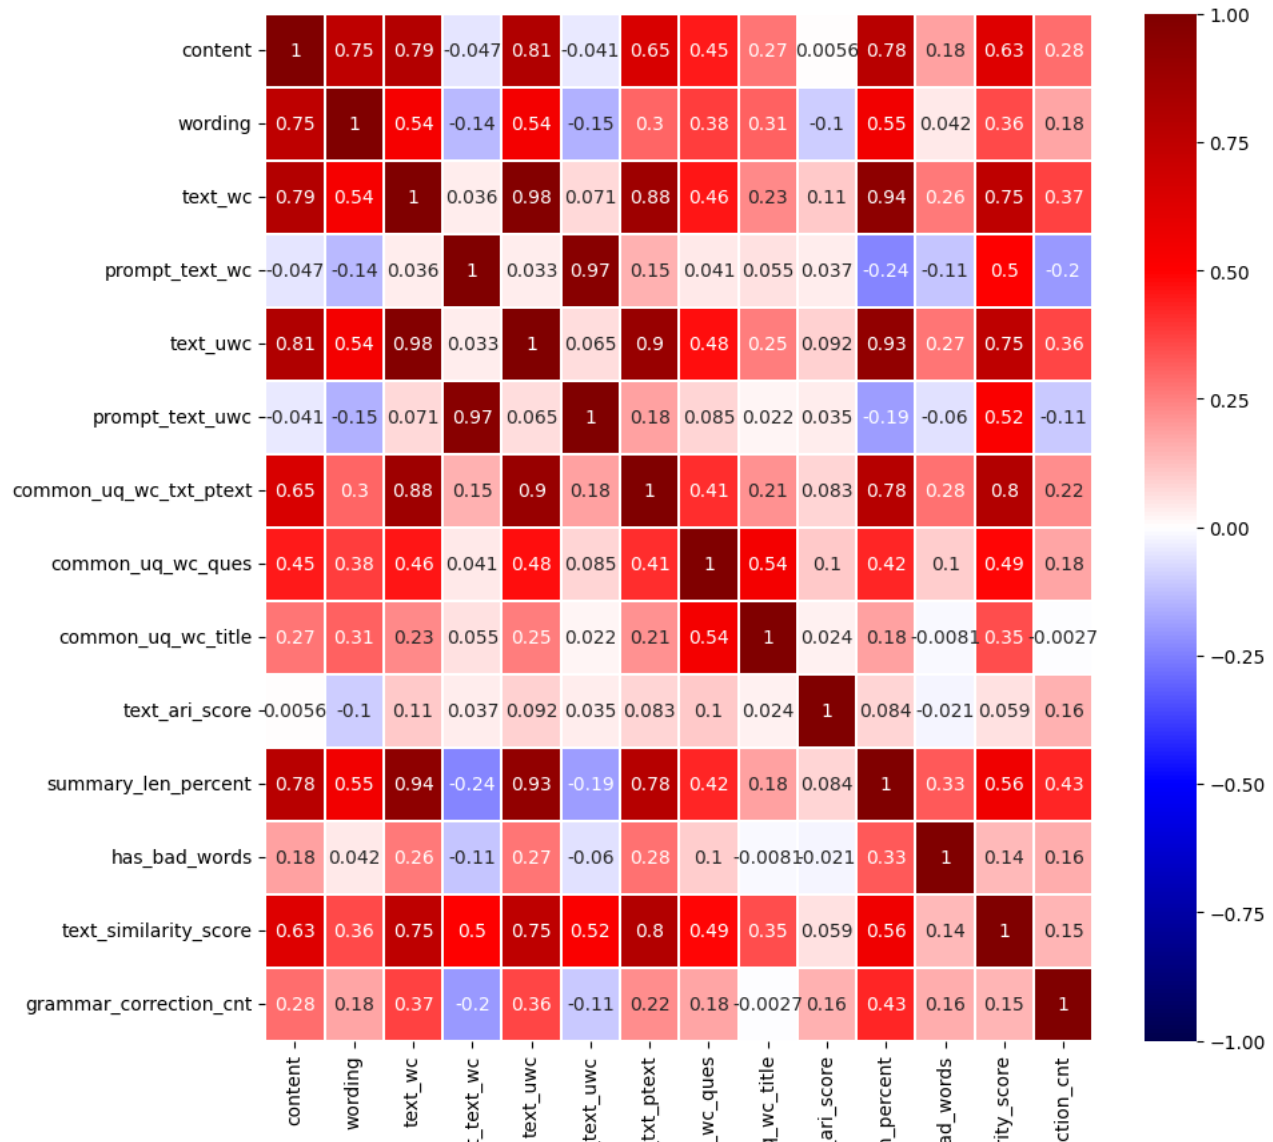 content 1 0.75 0.79 -0.047 0.81 -0.041 0.65 0.45 0.27 0.0056 0.78 0.18 0.63 0.28
wording 0.75 1 0.54 -0.14 0.54 -0.15 0.3 0.38 0.31 -0.1 0.55 0.042 0.36 0.18
text_wc 0.79 0.54 1 0.036 0.98 0.071 0.88 0.46 0.23 0.11 0.94 0.26 0.75 0.37
prompt_text_wc -0.047 -0.14 0.036 1 0.033 0.97 0.15 0.041 0.055 0.037 -0.24 -0.11 0.5 -0.2
text_uwc 0.81 0.54 0.98 0.033 1 0.065 0.9 0.48 0.25 0.092 0.93 0.27 0.75 0.36
prompt_text_uwc -0.041 -0.15 0.071 0.97 0.065 1 0.18 0.085 0.022 0.035 -0.19 -0.06 0.52 -0.11
common_uq_wc_txt_ptext 0.65 0.3 0.88 0.15 0.9 0.18 1 0.41 0.21 0.083 0.78 0.28 0.8 0.22
common_uq_wc_ques 0.45 0.38 0.46 0.041 0.48 0.085 0.41 1 0.54 0.1 0.42 0.1 0.49 0.18
common_uq_wc_title 0.27 0.31 0.23 0.055 0.25 0.022 0.21 0.54 1 0.024 0.18 -0.0081 0.35 -0.0027
text_ari_score -0.0056 -0.1 0.11 0.037 0.092 0.035 0.083 0.1 0.024 1 0.084 -0.021 0.059 0.16
summary_len_percent 0.78 0.55 0.94 -0.24 0.93 -0.19 0.78 0.42 0.18 0.084 1 0.33 0.56 0.43
has_bad_words 0.18 0.042 0.26 -0.11 0.27 -0.06 0.28 0.1 -0.0081 -0.021 0.33 1 0.14 0.16
text_similarity_score 0.63 0.36 0.75 0.5 0.75 0.52 0.8 0.49 0.35 0.059 0.56 0.14 1 0.15
grammar_correction_cnt 0.28 0.18 0.37 -0.2 0.36 -0.11 0.22 0.18 -0.0027 0.16 0.43 0.16 0.15 1
content
wording
text_wc
_text_wc
text_uwc
text_uwc
txt_ptext
_wc_ques
_wc_title
ari_score
_percent
ad_words
rity_score
ction_cnt
1.00
0.75
0.50
0.25
0.00
−0.25
−0.50
−0.75
−1.00